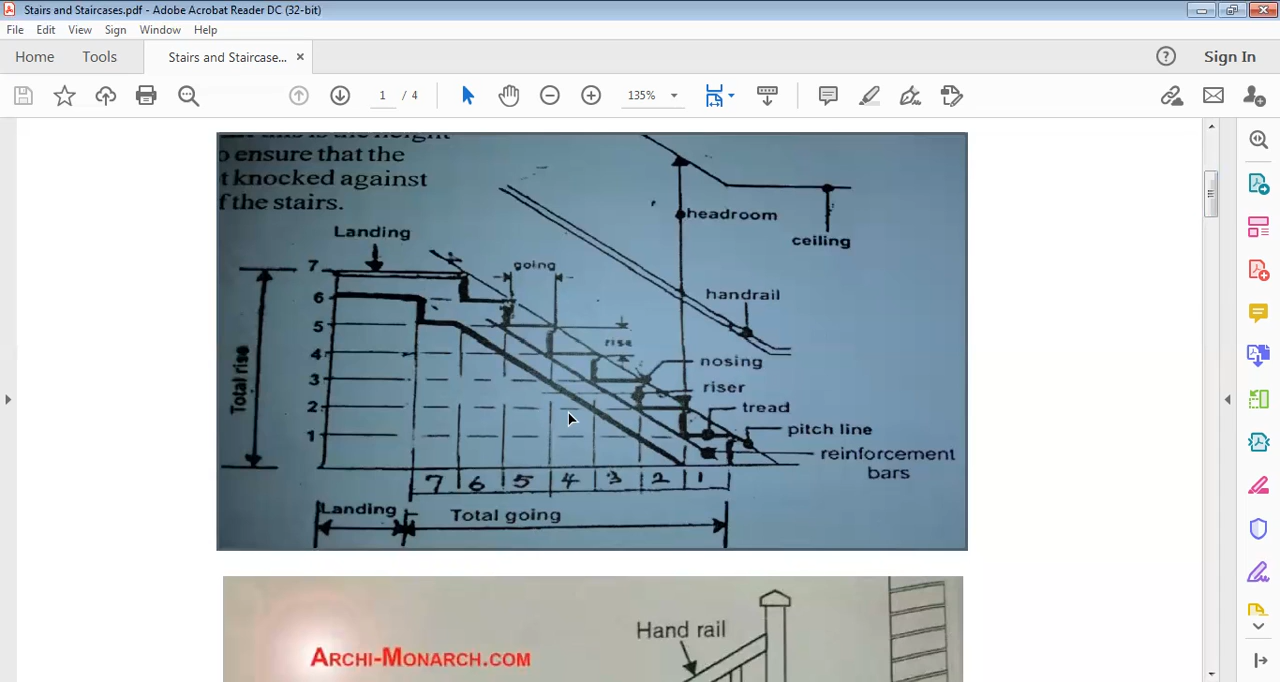 Stairs and Staircases.pdf - Adobe Acrobat Reader DC (32-bit)
File Edit View Sign Window Help
Home Tools Stairs and Staircase... × Sign In
1 / 4 135%
ensure that the
t knocked against
f the stairs.
headroom
ceiling
Landing
going
handrail
7
6
5
4
3
2
1
Total rise
rise
nosing
riser
tread
pitch line
reinforcement
bars
7 6 5 4 3 2 1
Landing Total going
Hand rail
ARCHI-MONARCH.COM